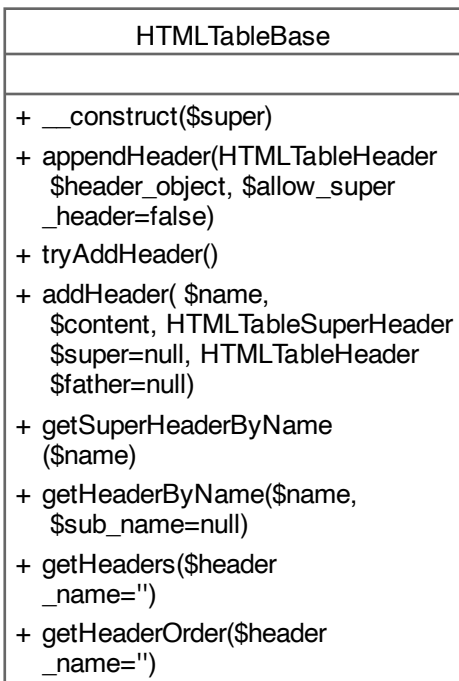 HTMLTableBase
+ __construct($super)
+ appendHeader(HTMLTableHeader
$header_object, $allow_super
_header=false)
+ tryAddHeader()
+ addHeader( $name,
$content, HTMLTableSuperHeader
$super=null, HTMLTableHeader
$father=null)
+ getSuperHeaderByName
($name)
+ getHeaderByName($name,
$sub_name=null)
+ getHeaders($header
_name='')
+ getHeaderOrder($header
_name='')